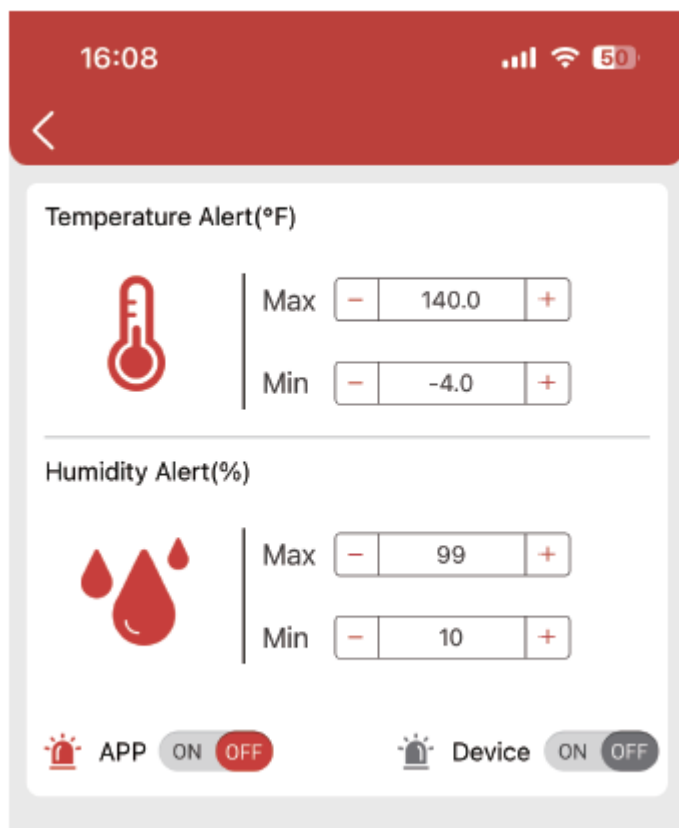 16:08 50
Temperature Alert(°F)
Max − 140.0 +
Min − -4.0 +
Humidity Alert(%)
Max − 99 +
Min − 10 +
APP ON OFF Device ON OFF